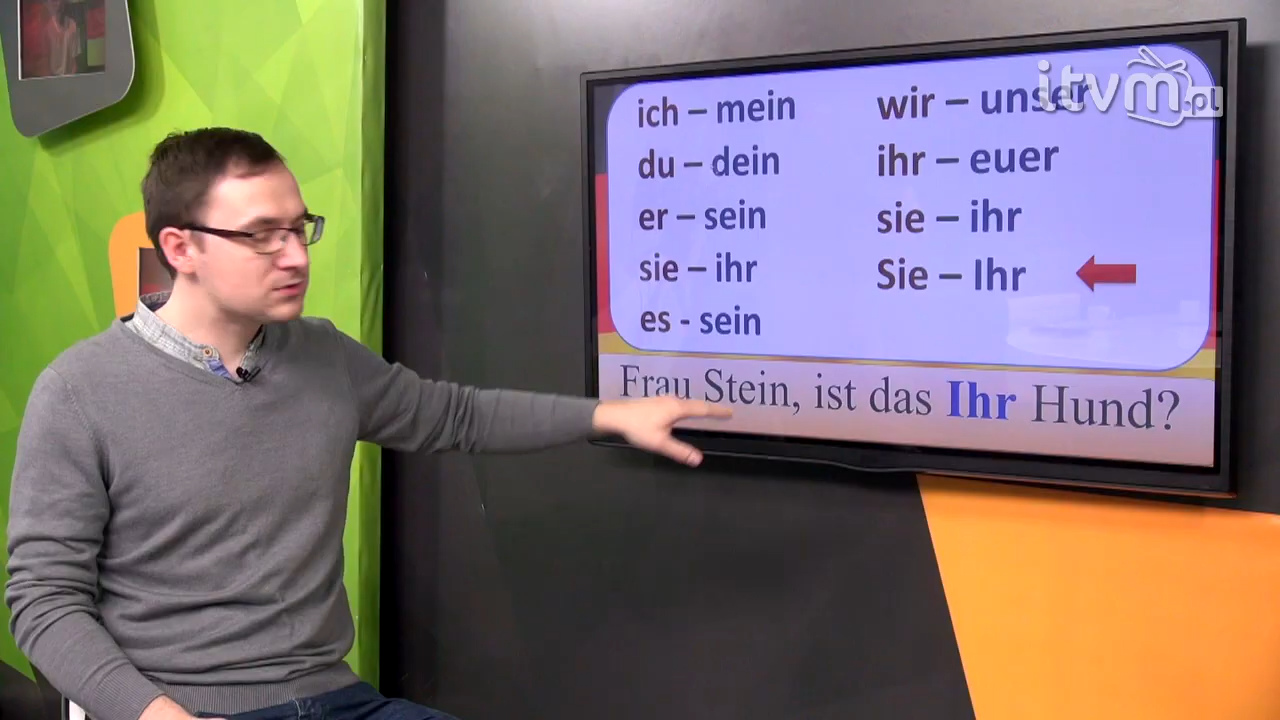 itvm.pl
ich – mein
du – dein
er – sein
sie – ihr
es - sein
wir – unser
ihr – euer
sie – ihr
Sie – Ihr
Frau Stein, ist das Ihr Hund?